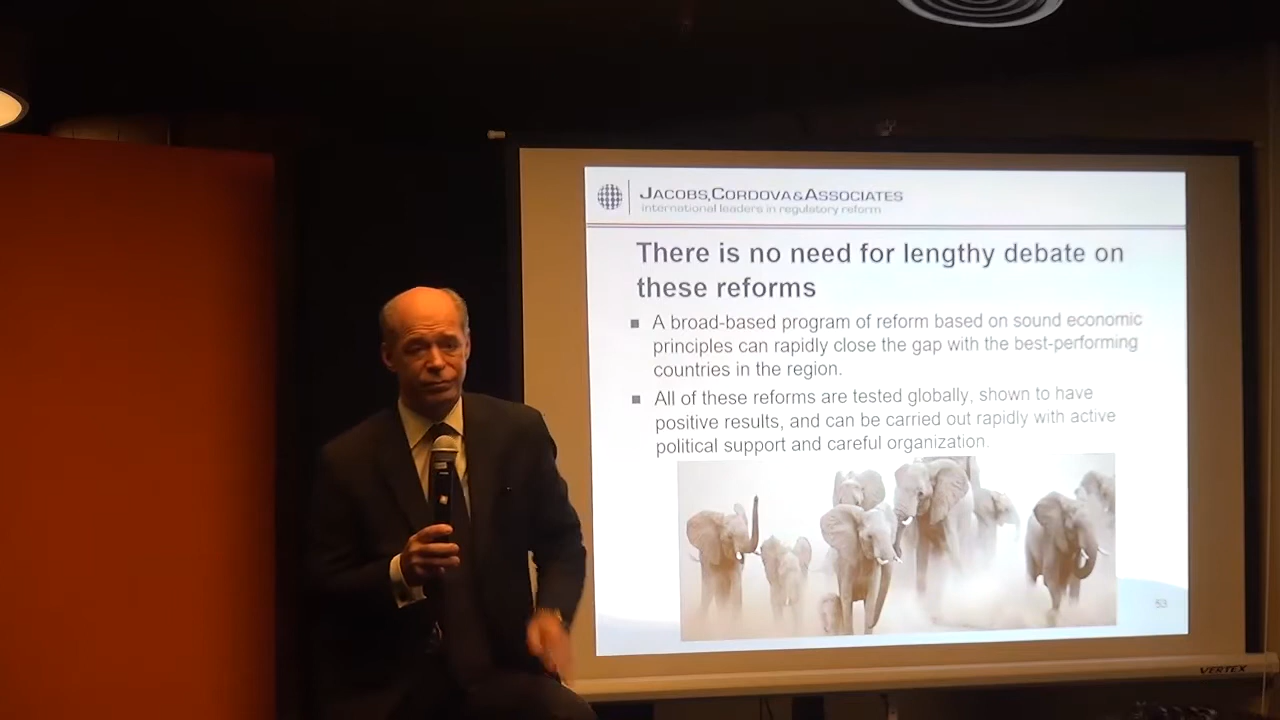 JACOBS, CORDOVA & ASSOCIATES
international leaders in regulatory reform
There is no need for lengthy debate on
these reforms
A broad-based program of reform based on sound economic
principles can rapidly close the gap with the best-performing
countries in the region.
All of these reforms are tested globally, shown to have
positive results, and can be carried out rapidly with active
political support and careful organization.
53
VERTEX